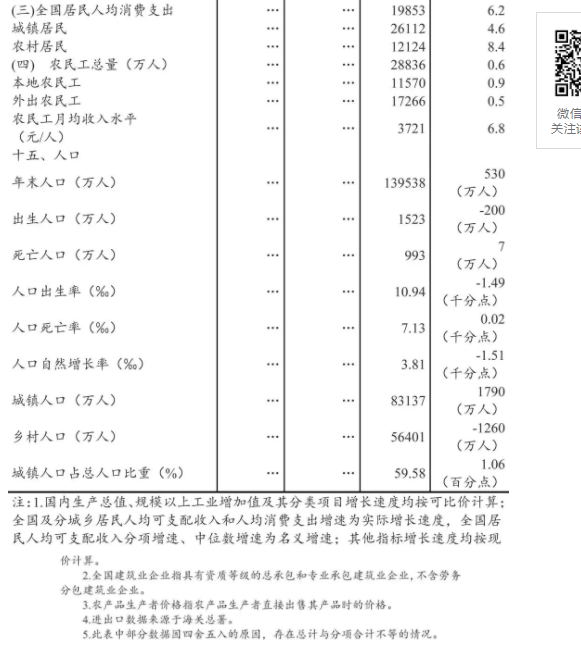 (三)全国居民人均消费支出 … … 19853 6.2
城镇居民 … … 26112 4.6
农村居民 … … 12124 8.4
(四) 农民工总量（万人） … … 28836 0.6
本地农民工 … … 11570 0.9
外出农民工 … … 17266 0.5
农民工月均收入水平
（元/人） … … 3721 6.8
十五、人口
年末人口（万人） … … 139538 530
（万人）
出生人口（万人） … … 1523 -200
（万人）
死亡人口（万人） … … 993 7
（万人）
人口出生率（‰） … … 10.94 -1.49
（千分点）
人口死亡率（‰） … … 7.13 0.02
（千分点）
人口自然增长率（‰） … … 3.81 -1.51
（千分点）
城镇人口（万人） … … 83137 1790
（万人）
乡村人口（万人） … … 56401 -1260
（万人）
城镇人口占总人口比重（%） … … 59.58 1.06
（百分点）
注:1.国内生产总值、规模以上工业增加值及其分类项目增长速度均按可比价计算；
全国及分城乡居民人均可支配收入和人均消费支出增速为实际增长速度，全国居
民人均可支配收入分项增速、中位数增速为名义增速；其他指标增长速度均按现
价计算。
2.全国建筑业企业指具有资质等级的总承包和专业承包建筑业企业,不含劳务
分包建筑业企业。
3.农产品生产者价格指农产品生产者直接出售其产品时的价格。
4.进出口数据来源于海关总署。
5.此表中部分数据因四舍五入的原因，存在总计与分项合计不等的情况。
微信
关注